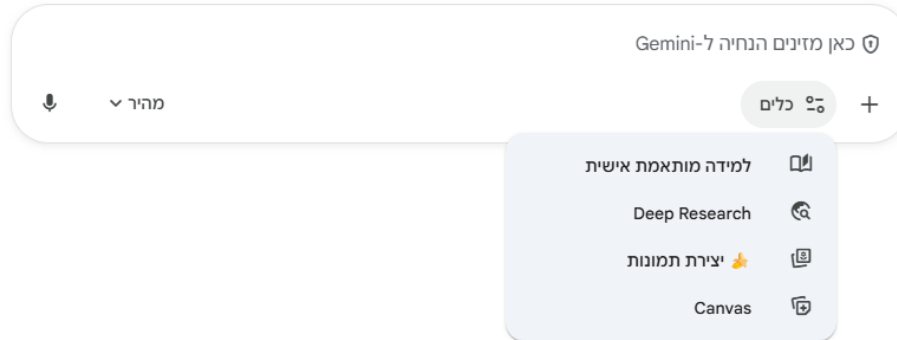 כאן מזינים הנחיה ל-Gemini
כלים
מהיר
למידה מותאמת אישית
Deep Research
יצירת תמונות
Canvas